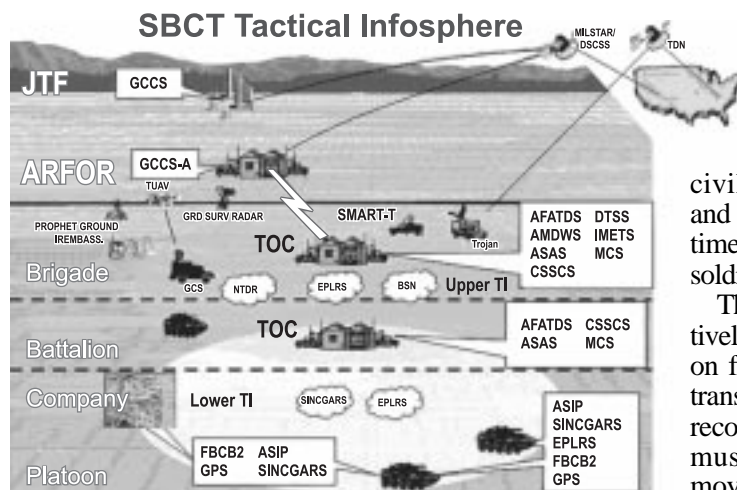 SBCT Tactical Infosphere
MILSTAR/
DSCSS
TDN
JTF
GCCS
ARFOR
GCCS-A
TUAV
GRD SURV RADAR
PROPHET GROUND
IREMBASS.
SMART-T
Trojan
TOC
AFATDS DTSS
AMDWS IMETS
ASAS MCS
CSSCS
Brigade
GCS
NTDR
EPLRS
BSN
Upper TI
TOC
AFATDS CSSCS
ASAS MCS
Battalion
Company
Lower TI
SINCGARS
EPLRS
FBCB2 ASIP
GPS SINCGARS
ASIP
SINCGARS
EPLRS
FBCB2
GPS
Platoon
civil
and
time
soldi
Th
tively
on f
trans
reco
mus
mov